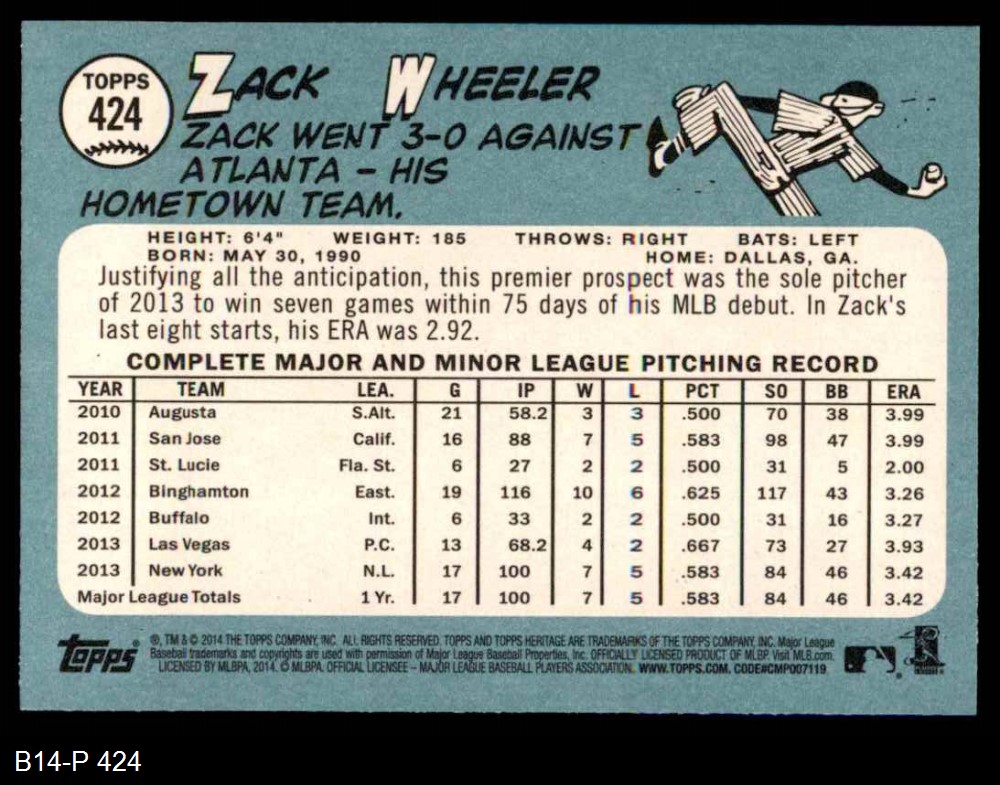 TOPPS
424
ZACK WHEELER
ZACK WENT 3-0 AGAINST
ATLANTA – HIS
HOMETOWN TEAM.
HEIGHT: 6'4" WEIGHT: 185 THROWS: RIGHT BATS: LEFT
BORN: MAY 30, 1990 HOME: DALLAS, GA.
Justifying all the anticipation, this premier prospect was the sole pitcher
of 2013 to win seven games within 75 days of his MLB debut. In Zack's
last eight starts, his ERA was 2.92.
COMPLETE MAJOR AND MINOR LEAGUE PITCHING RECORD
YEAR TEAM LEA. G IP W L PCT SO BB ERA
2010 Augusta S.Alt. 21 58.2 3 3 .500 70 38 3.99
2011 San Jose Calif. 16 88 7 5 .583 98 47 3.99
2011 St. Lucie Fla. St. 6 27 2 2 .500 31 5 2.00
2012 Binghamton East. 19 116 10 6 .625 117 43 3.26
2012 Buffalo Int. 6 33 2 2 .500 31 16 3.27
2013 Las Vegas P.C. 13 68.2 4 2 .667 73 27 3.93
2013 New York N.L. 17 100 7 5 .583 84 46 3.42
Major League Totals 1 Yr. 17 100 7 5 .583 84 46 3.42
topps
®, TM & © 2014 THE TOPPS COMPANY, INC. ALL RIGHTS RESERVED. TOPPS AND TOPPS HERITAGE ARE TRADEMARKS OF THE TOPPS COMPANY, INC. Major League
Baseball trademarks and copyrights are used with permission of Major League Baseball Properties, Inc. OFFICIALLY LICENSED PRODUCT OF MLBP. Visit MLB.com.
LICENSED BY MLBPA, 2014. © MLBPA. OFFICIAL LICENSEE – MAJOR LEAGUE BASEBALL PLAYERS ASSOCIATION. WWW.TOPPS.COM. CODE#CMP007119
B14-P 424